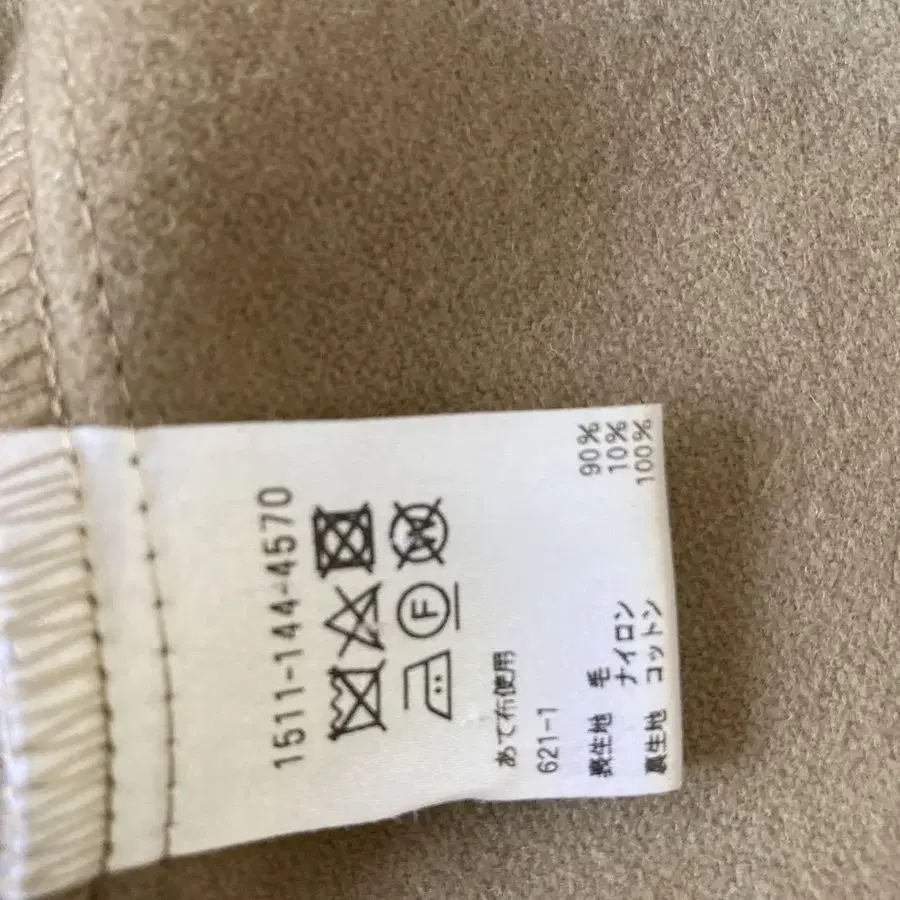 1511-144-4570
F
W
あて布使用
621-1
表生地 毛 90%
ナイロン 10%
裏生地 コットン 100%